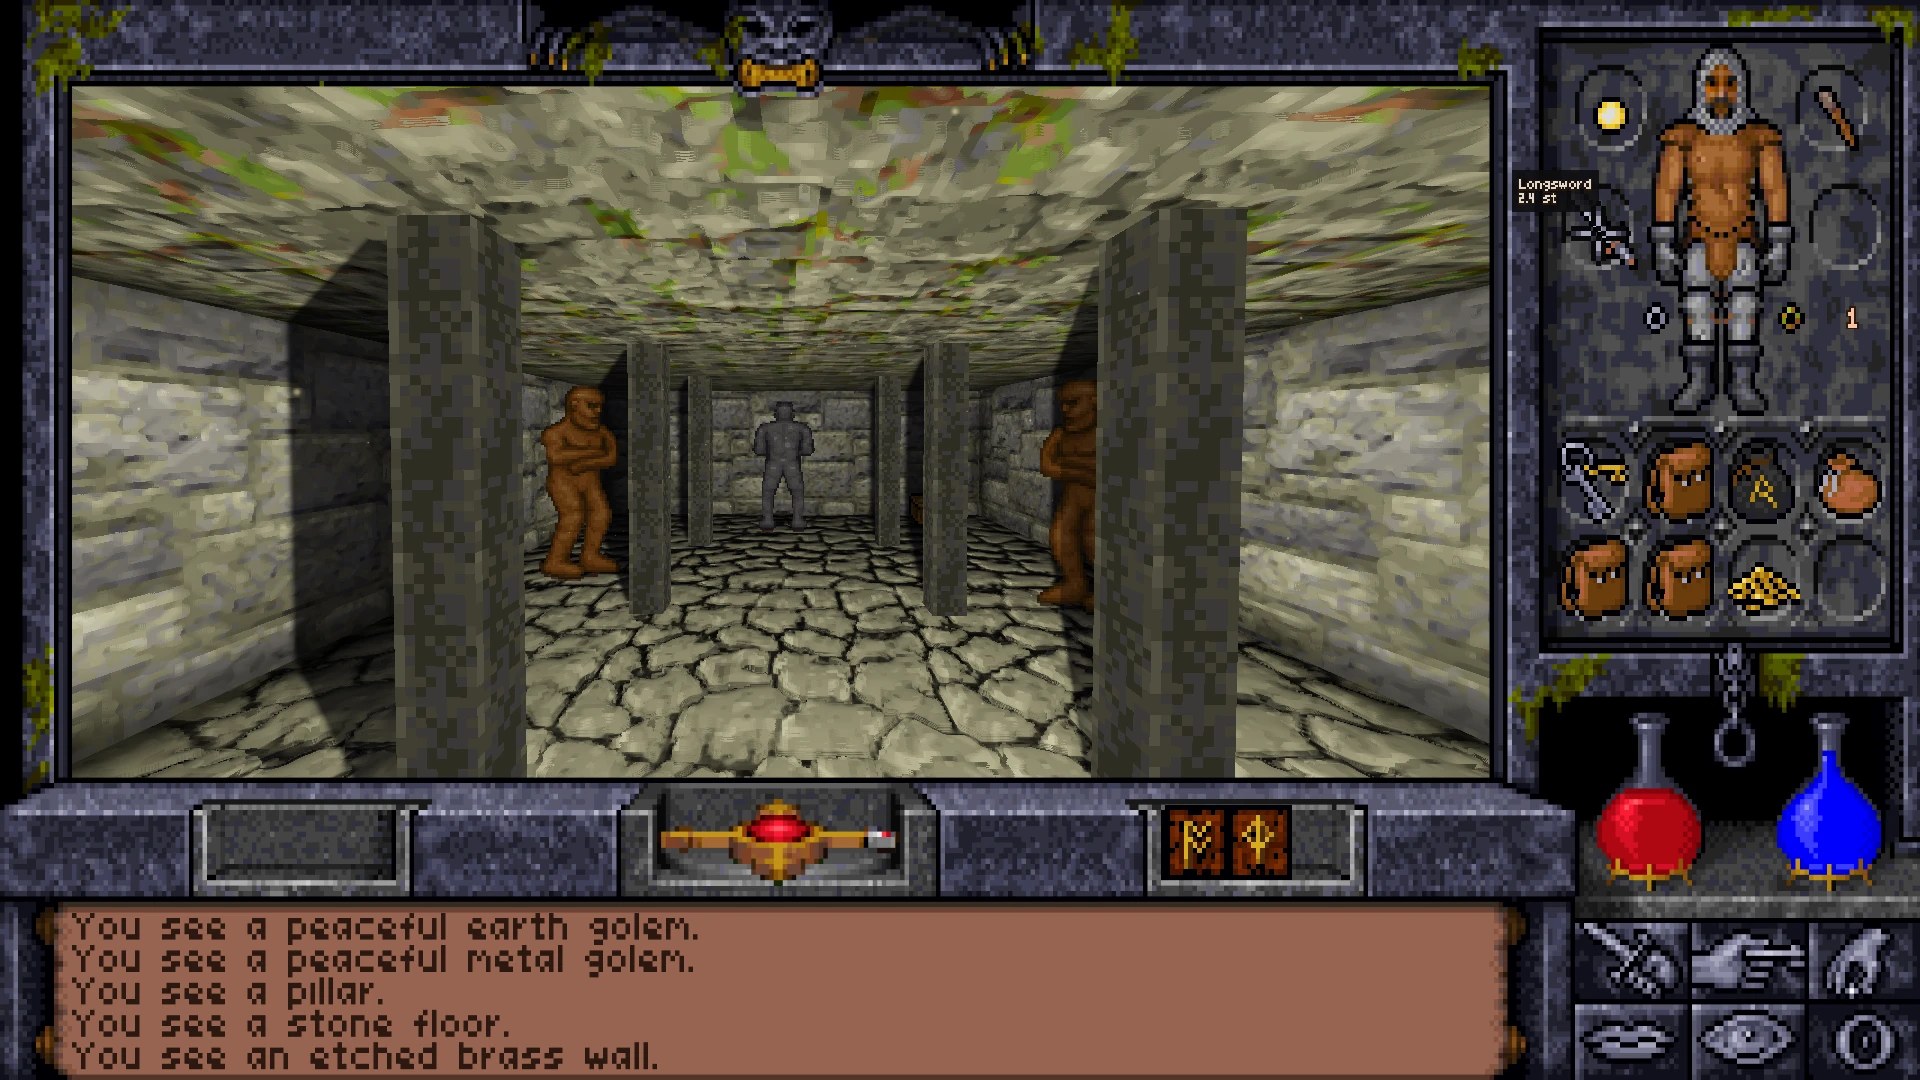 Longsword
2.4 st
1
You see a peaceful earth golem.
You see a peaceful metal golem.
You see a pillar.
You see a stone floor.
You see an etched brass wall.